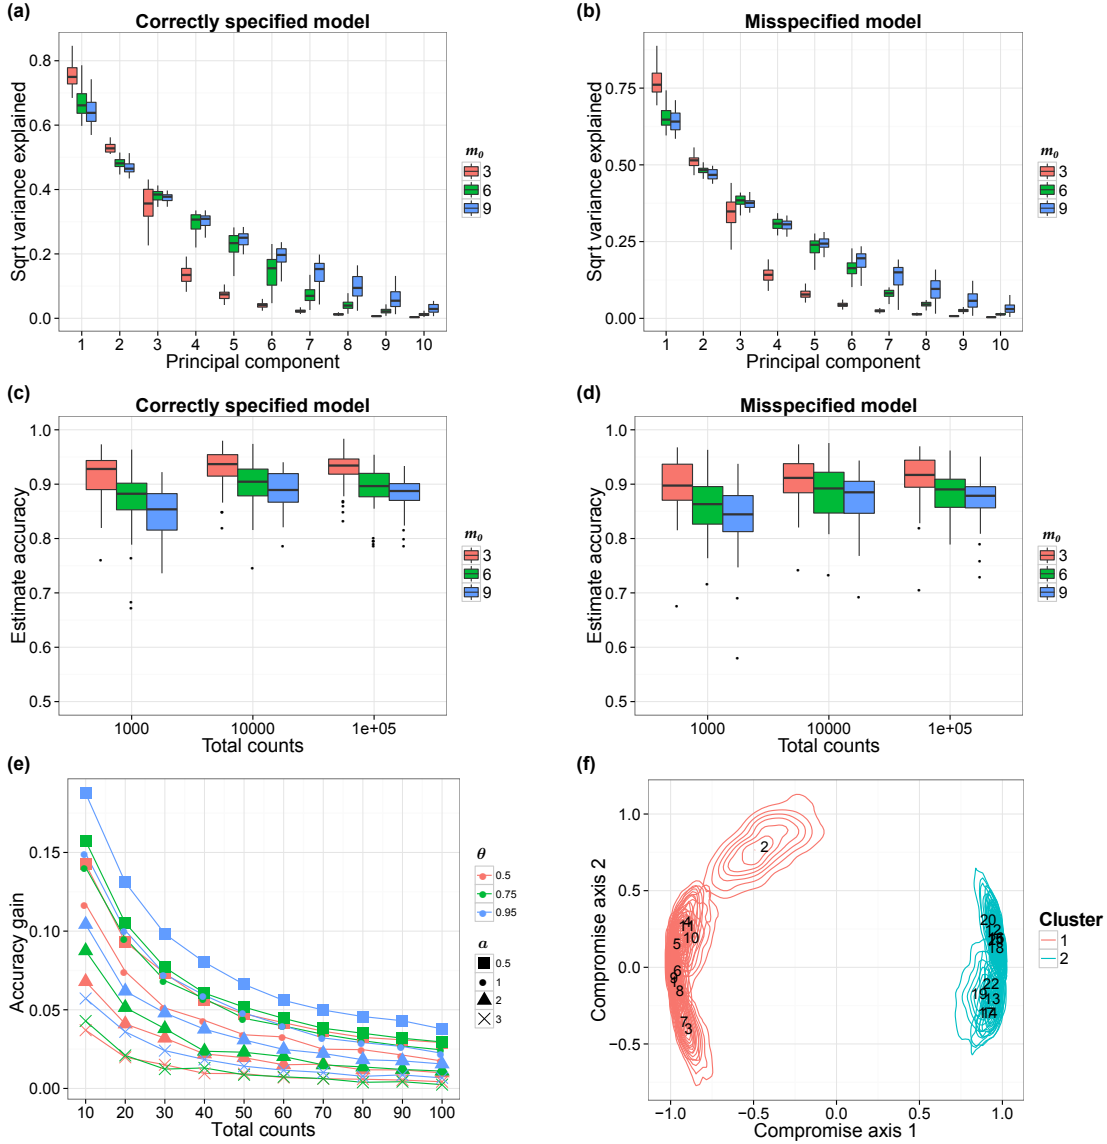 (a)
Correctly specified model
Sqrt variance explained
0.8
0.6
0.4
0.2
0.0
1 2 3 4 5 6 7 8 9 10
Principal component
m₀
3
6
9
(b)
Misspecified model
Sqrt variance explained
0.75
0.50
0.25
0.00
1 2 3 4 5 6 7 8 9 10
Principal component
m₀
3
6
9
(c)
Correctly specified model
Estimate accuracy
1.0
0.9
0.8
0.7
0.6
0.5
1000 10000 1e+05
Total counts
m₀
3
6
9
(d)
Misspecified model
Estimate accuracy
1.0
0.9
0.8
0.7
0.6
0.5
1000 10000 1e+05
Total counts
m₀
3
6
9
(e)
Accuracy gain
0.15
0.10
0.05
0.00
10 20 30 40 50 60 70 80 90 100
Total counts
θ
0.5
0.75
0.95
a
0.5
1
2
3
(f)
Compromise axis 2
1.0
0.5
0.0
−0.5
−1.0 −0.5 0.0 0.5 1.0
Compromise axis 1
2
10
5
6
8
7
3
20
12
18
22
19
13
Cluster
1
2